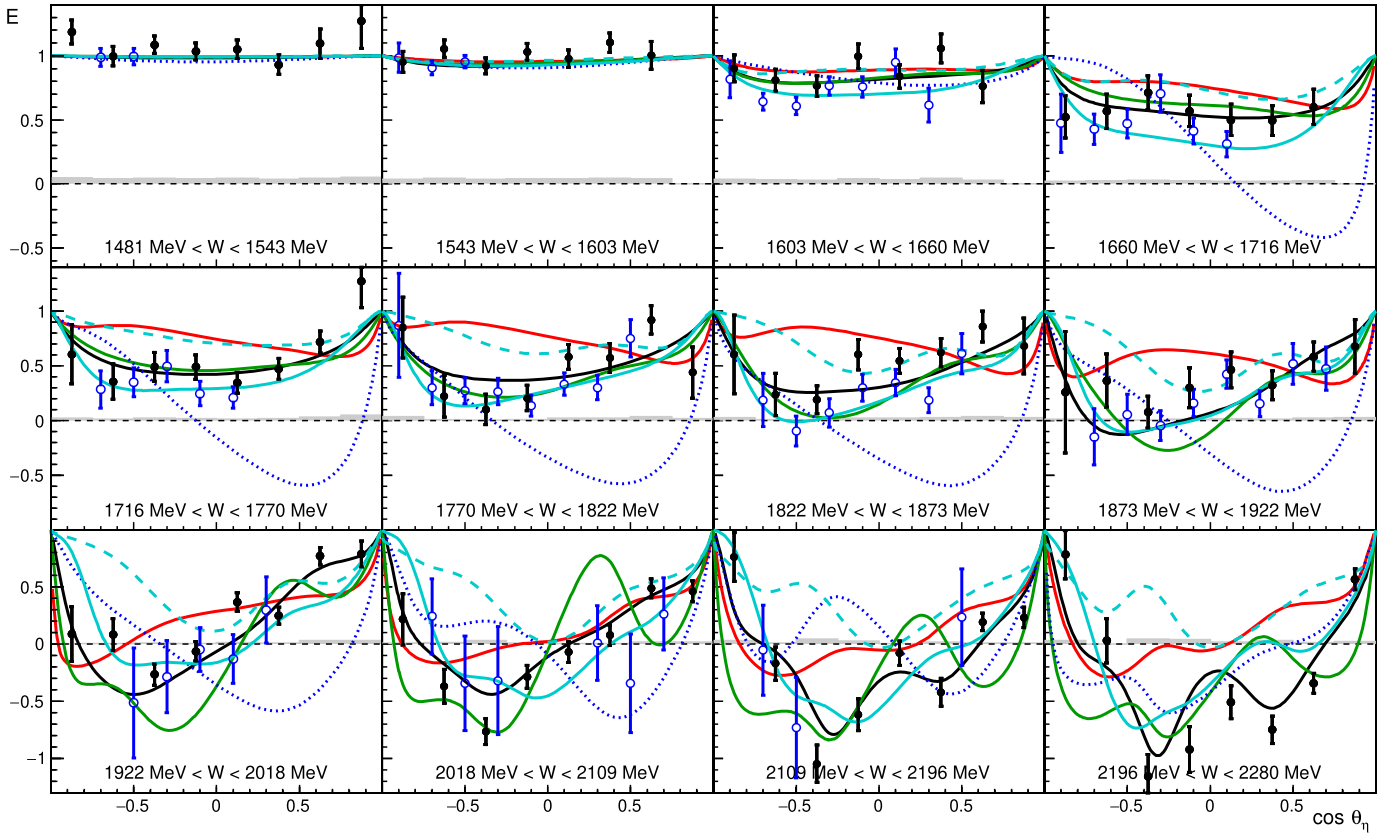 E
1
0.5
0
−0.5
1481 MeV < W < 1543 MeV
1543 MeV < W < 1603 MeV
1603 MeV < W < 1660 MeV
1660 MeV < W < 1716 MeV
1
0.5
0
−0.5
1716 MeV < W < 1770 MeV
1770 MeV < W < 1822 MeV
1822 MeV < W < 1873 MeV
1873 MeV < W < 1922 MeV
0.5
0
−0.5
−1
1922 MeV < W < 2018 MeV
2018 MeV < W < 2109 MeV
2109 MeV < W < 2196 MeV
2196 MeV < W < 2280 MeV
−0.5 0 0.5 −0.5 0 0.5 −0.5 0 0.5 −0.5 0 0.5
cos θη